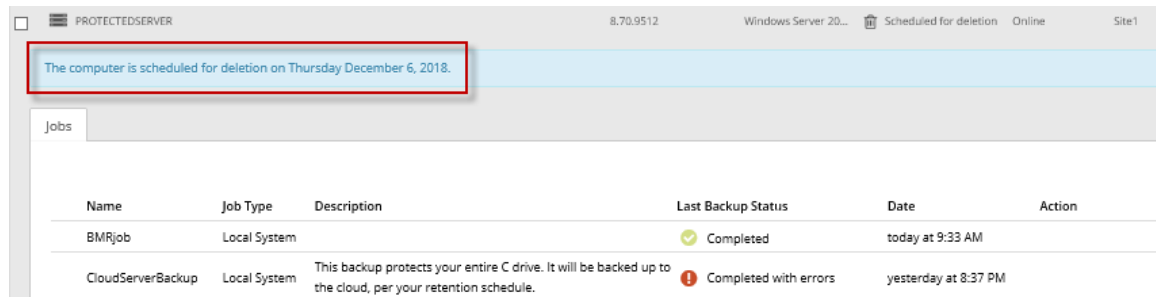 PROTECTEDSERVER 8.70.9512 Windows Server 20... Scheduled for deletion Online Site1
The computer is scheduled for deletion on Thursday December 6, 2018.
Jobs
Name Job Type Description Last Backup Status Date Action
BMRjob Local System Completed today at 9:33 AM
This backup protects your entire C drive. It will be backed up to
CloudServerBackup Local System Completed with errors yesterday at 8:37 PM
the cloud, per your retention schedule.